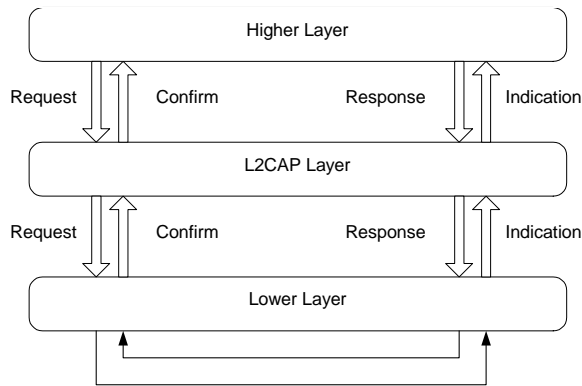 Higher Layer
Request Confirm Response Indication
L2CAP Layer
Request Confirm Response Indication
Lower Layer